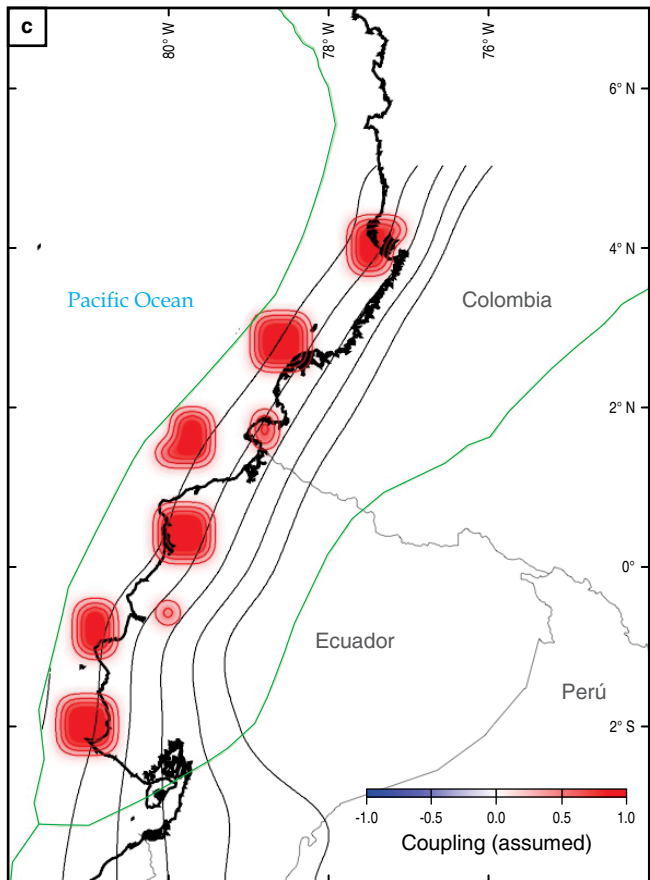 c
80° W
78° W
76° W
6° N
4° N
Pacific Ocean
Colombia
2° N
0°
Ecuador
Perú
2° S
-1.0 -0.5 0.0 0.5 1.0
Coupling (assumed)